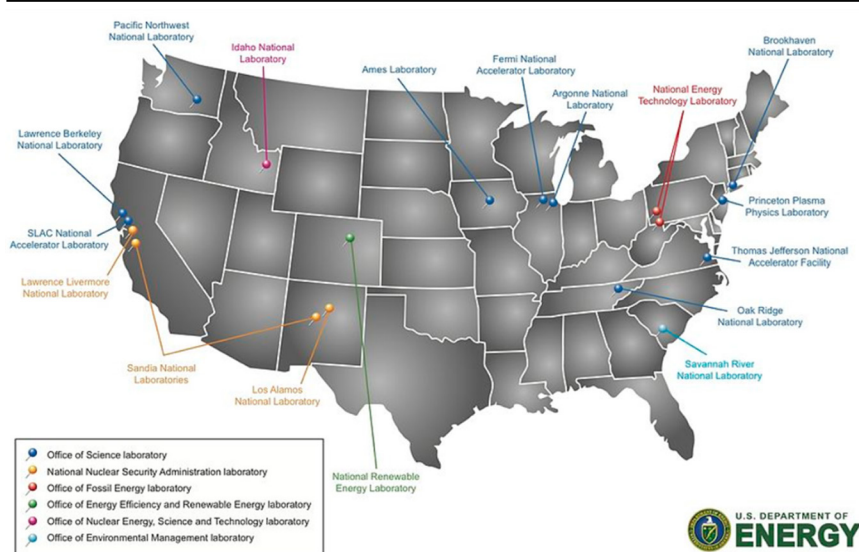 Pacific Northwest
National Laboratory
Idaho National
Laboratory
Ames Laboratory
Fermi National
Accelerator Laboratory
Argonne National
Laboratory
National Energy
Technology Laboratory
Brookhaven
National Laboratory
Lawrence Berkeley
National Laboratory
SLAC National
Accelerator Laboratory
Lawrence Livermore
National Laboratory
Princeton Plasma
Physics Laboratory
Thomas Jefferson National
Accelerator Facility
Oak Ridge
National Laboratory
Savannah River
National Laboratory
Sandia National
Laboratories
Los Alamos
National Laboratory
National Renewable
Energy Laboratory
Office of Science laboratory
National Nuclear Security Administration laboratory
Office of Fossil Energy laboratory
Office of Energy Efficiency and Renewable Energy laboratory
Office of Nuclear Energy, Science and Technology laboratory
Office of Environmental Management laboratory
U.S. DEPARTMENT OF
ENERGY